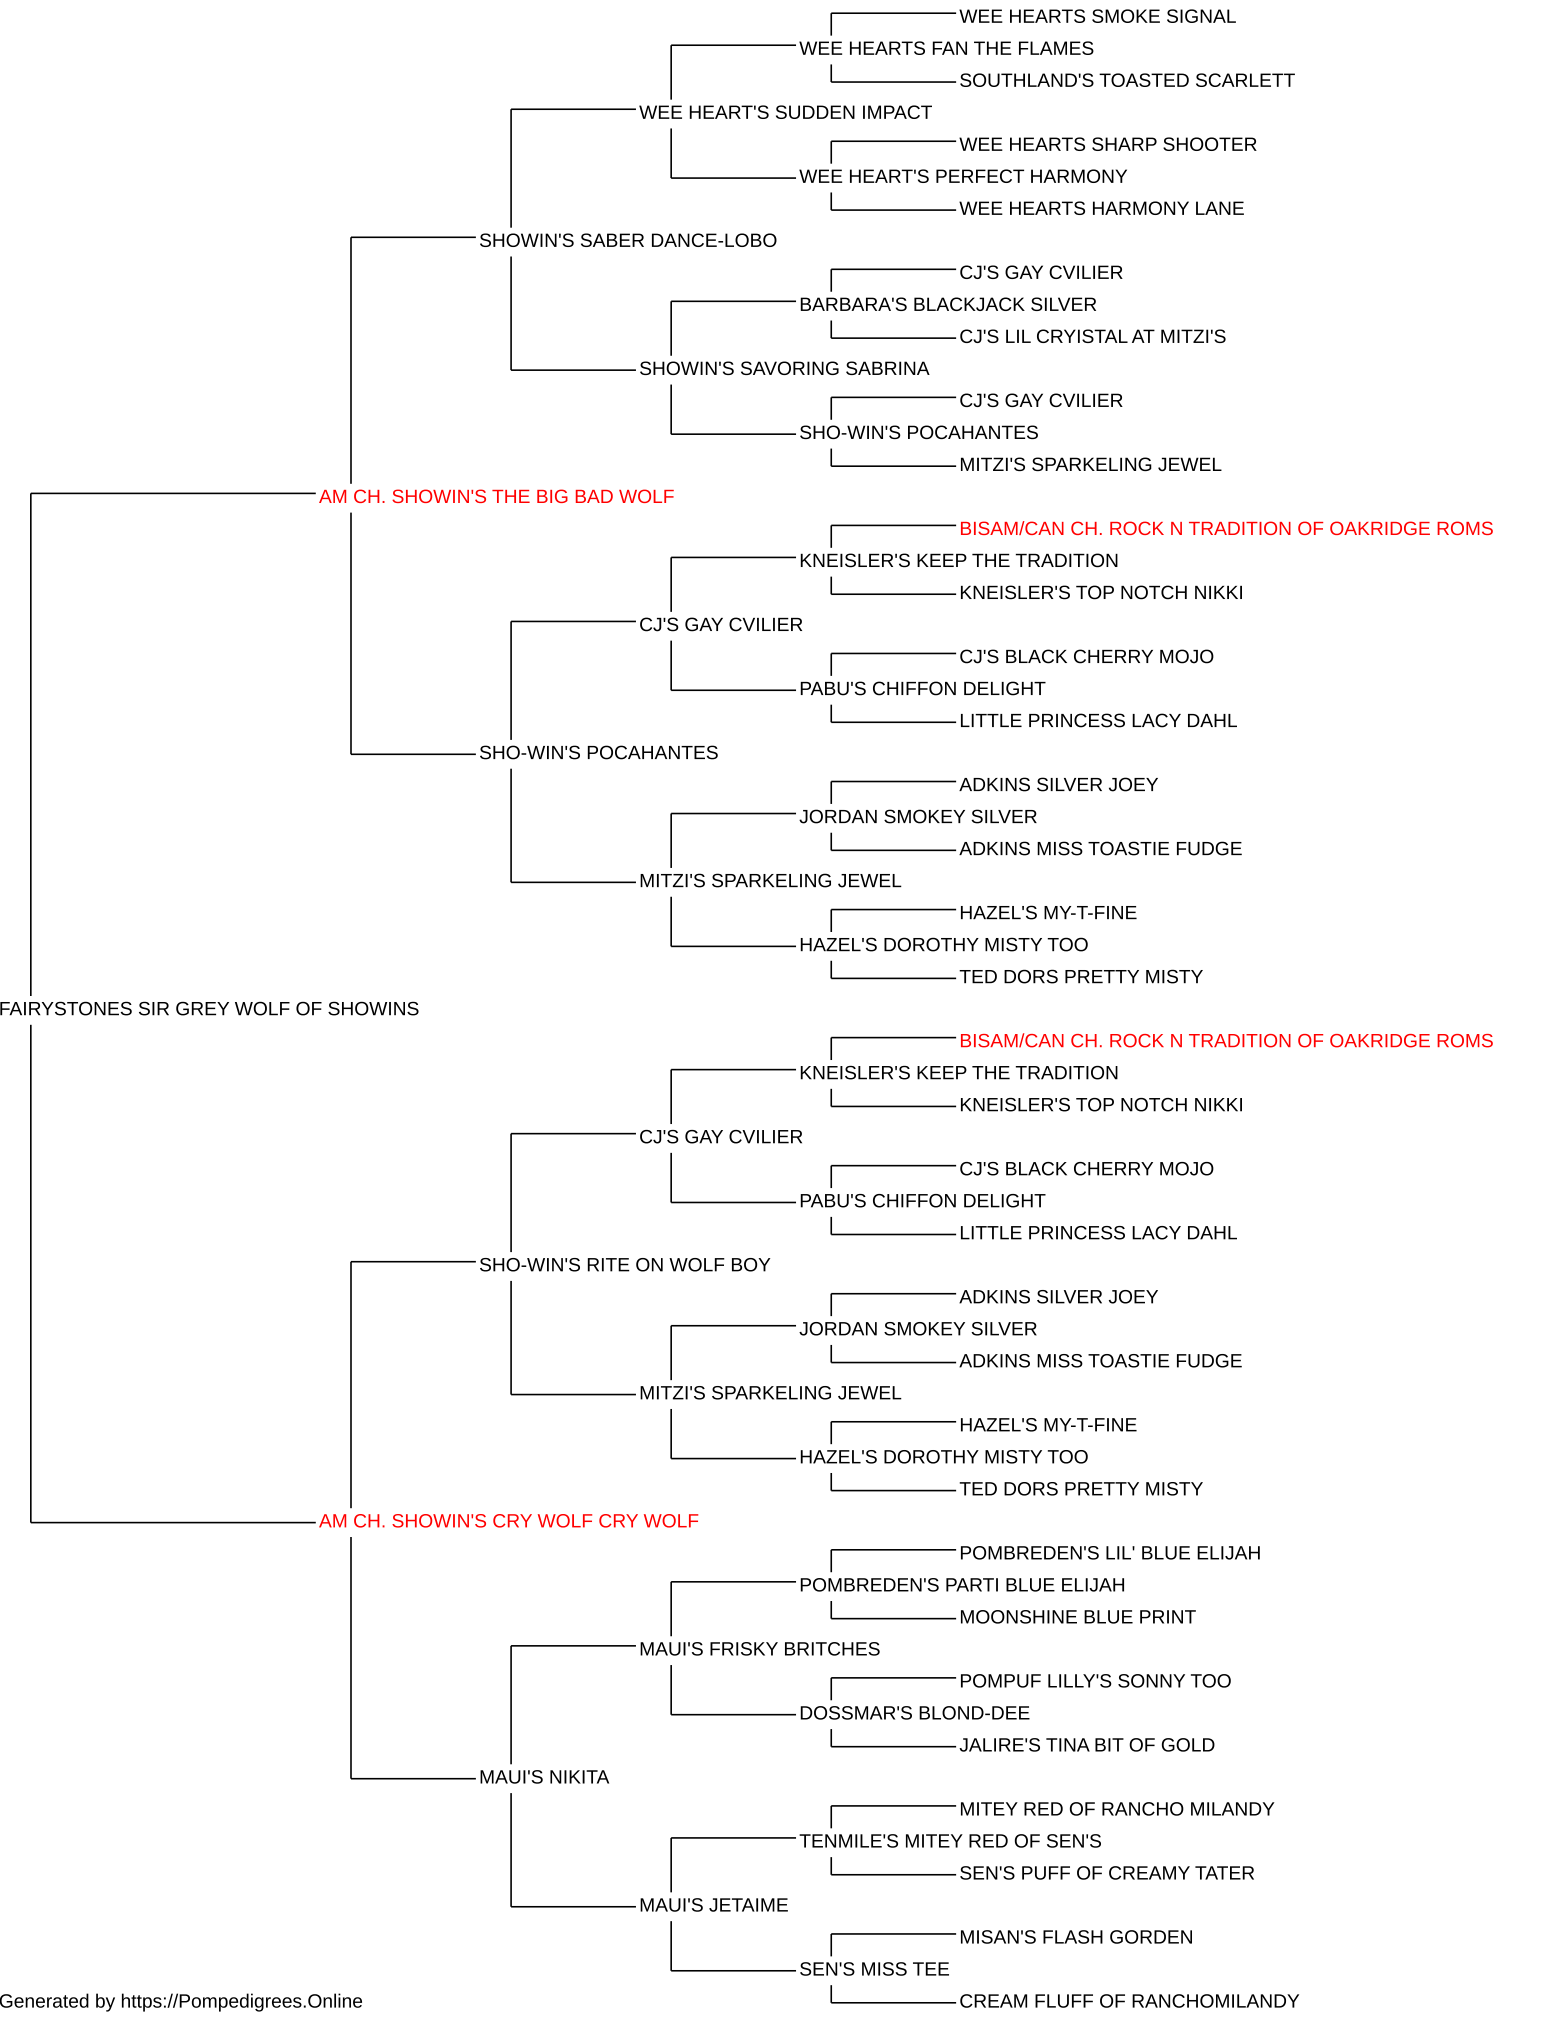 WEE HEARTS SMOKE SIGNAL
WEE HEARTS FAN THE FLAMES
SOUTHLAND'S TOASTED SCARLETT
WEE HEART'S SUDDEN IMPACT
WEE HEARTS SHARP SHOOTER
WEE HEART'S PERFECT HARMONY
WEE HEARTS HARMONY LANE
SHOWIN'S SABER DANCE-LOBO
CJ'S GAY CVILIER
BARBARA'S BLACKJACK SILVER
CJ'S LIL CRYISTAL AT MITZI'S
SHOWIN'S SAVORING SABRINA
CJ'S GAY CVILIER
SHO-WIN'S POCAHANTES
MITZI'S SPARKELING JEWEL
AM CH. SHOWIN'S THE BIG BAD WOLF
BISAM/CAN CH. ROCK N TRADITION OF OAKRIDGE ROMS
KNEISLER'S KEEP THE TRADITION
KNEISLER'S TOP NOTCH NIKKI
CJ'S GAY CVILIER
CJ'S BLACK CHERRY MOJO
PABU'S CHIFFON DELIGHT
LITTLE PRINCESS LACY DAHL
SHO-WIN'S POCAHANTES
ADKINS SILVER JOEY
JORDAN SMOKEY SILVER
ADKINS MISS TOASTIE FUDGE
MITZI'S SPARKELING JEWEL
HAZEL'S MY-T-FINE
HAZEL'S DOROTHY MISTY TOO
TED DORS PRETTY MISTY
FAIRYSTONES SIR GREY WOLF OF SHOWINS
BISAM/CAN CH. ROCK N TRADITION OF OAKRIDGE ROMS
KNEISLER'S KEEP THE TRADITION
KNEISLER'S TOP NOTCH NIKKI
CJ'S GAY CVILIER
CJ'S BLACK CHERRY MOJO
PABU'S CHIFFON DELIGHT
LITTLE PRINCESS LACY DAHL
SHO-WIN'S RITE ON WOLF BOY
ADKINS SILVER JOEY
JORDAN SMOKEY SILVER
ADKINS MISS TOASTIE FUDGE
MITZI'S SPARKELING JEWEL
HAZEL'S MY-T-FINE
HAZEL'S DOROTHY MISTY TOO
TED DORS PRETTY MISTY
AM CH. SHOWIN'S CRY WOLF CRY WOLF
POMBREDEN'S LIL' BLUE ELIJAH
POMBREDEN'S PARTI BLUE ELIJAH
MOONSHINE BLUE PRINT
MAUI'S FRISKY BRITCHES
POMPUF LILLY'S SONNY TOO
DOSSMAR'S BLOND-DEE
JALIRE'S TINA BIT OF GOLD
MAUI'S NIKITA
MITEY RED OF RANCHO MILANDY
TENMILE'S MITEY RED OF SEN'S
SEN'S PUFF OF CREAMY TATER
MAUI'S JETAIME
MISAN'S FLASH GORDEN
SEN'S MISS TEE
CREAM FLUFF OF RANCHOMILANDY
Generated by https://Pompedigrees.Online